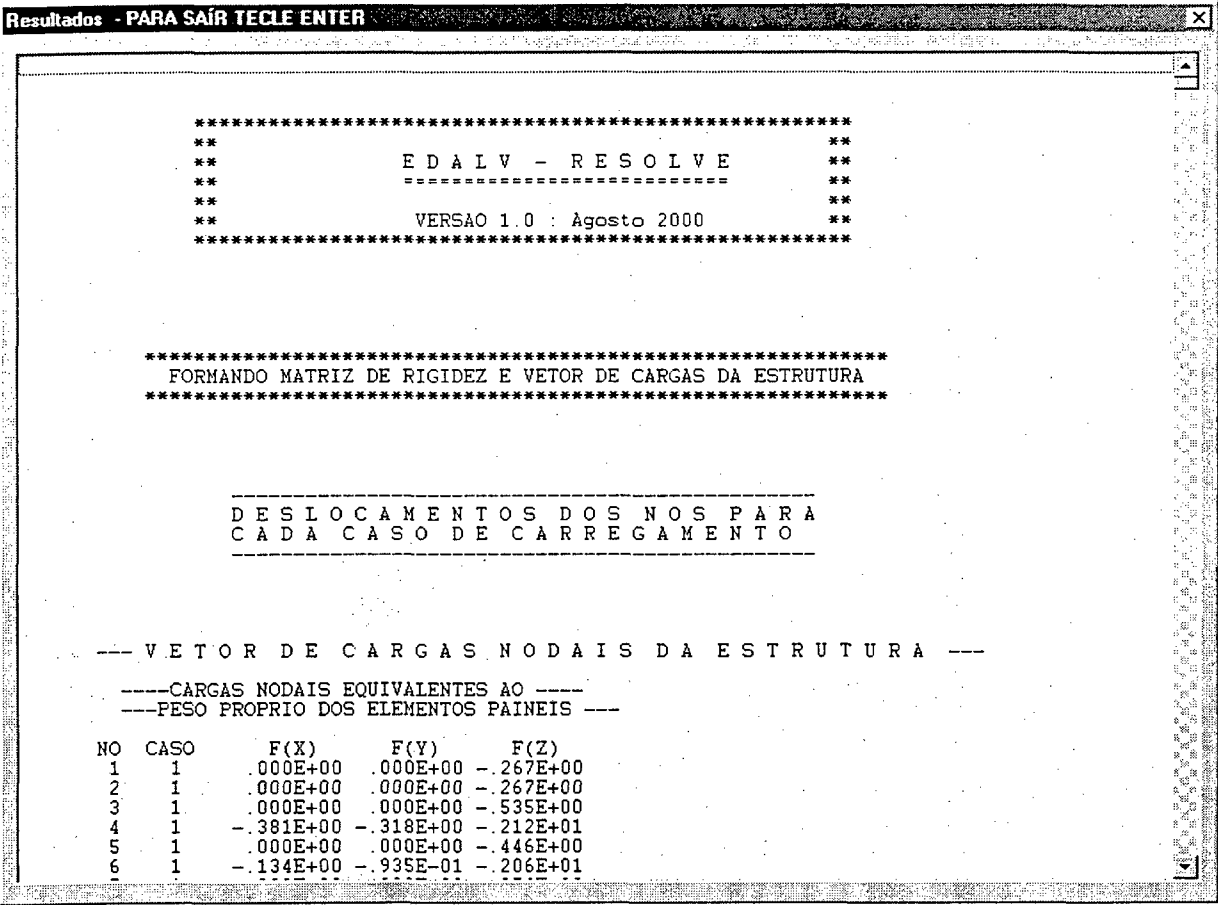 Resultados - PARA SAÍR TECLE ENTER
*****************************************************
** **
** E D A L V - R E S O L V E **
** =========================== **
** **
** VERSAO 1.0 : Agosto 2000 **
*****************************************************
************************************************************
FORMANDO MATRIZ DE RIGIDEZ E VETOR DE CARGAS DA ESTRUTURA
************************************************************
-----------------------------------------------
D E S L O C A M E N T O S D O S N O S P A R A
C A D A C A S O D E C A R R E G A M E N T O
-----------------------------------------------
--- V E T O R D E C A R G A S N O D A I S D A E S T R U T U R A ---
----CARGAS NODAIS EQUIVALENTES AO ----
---PESO PROPRIO DOS ELEMENTOS PAINEIS ---
NO CASO F(X) F(Y) F(Z)
1 1 .000E+00 .000E+00 -.267E+00
2 1 .000E+00 .000E+00 -.267E+00
3 1 .000E+00 .000E+00 -.535E+00
4 1 -.381E+00 -.318E+00 -.212E+01
5 1 .000E+00 .000E+00 -.446E+00
6 1 -.134E+00 -.935E-01 -.206E+01